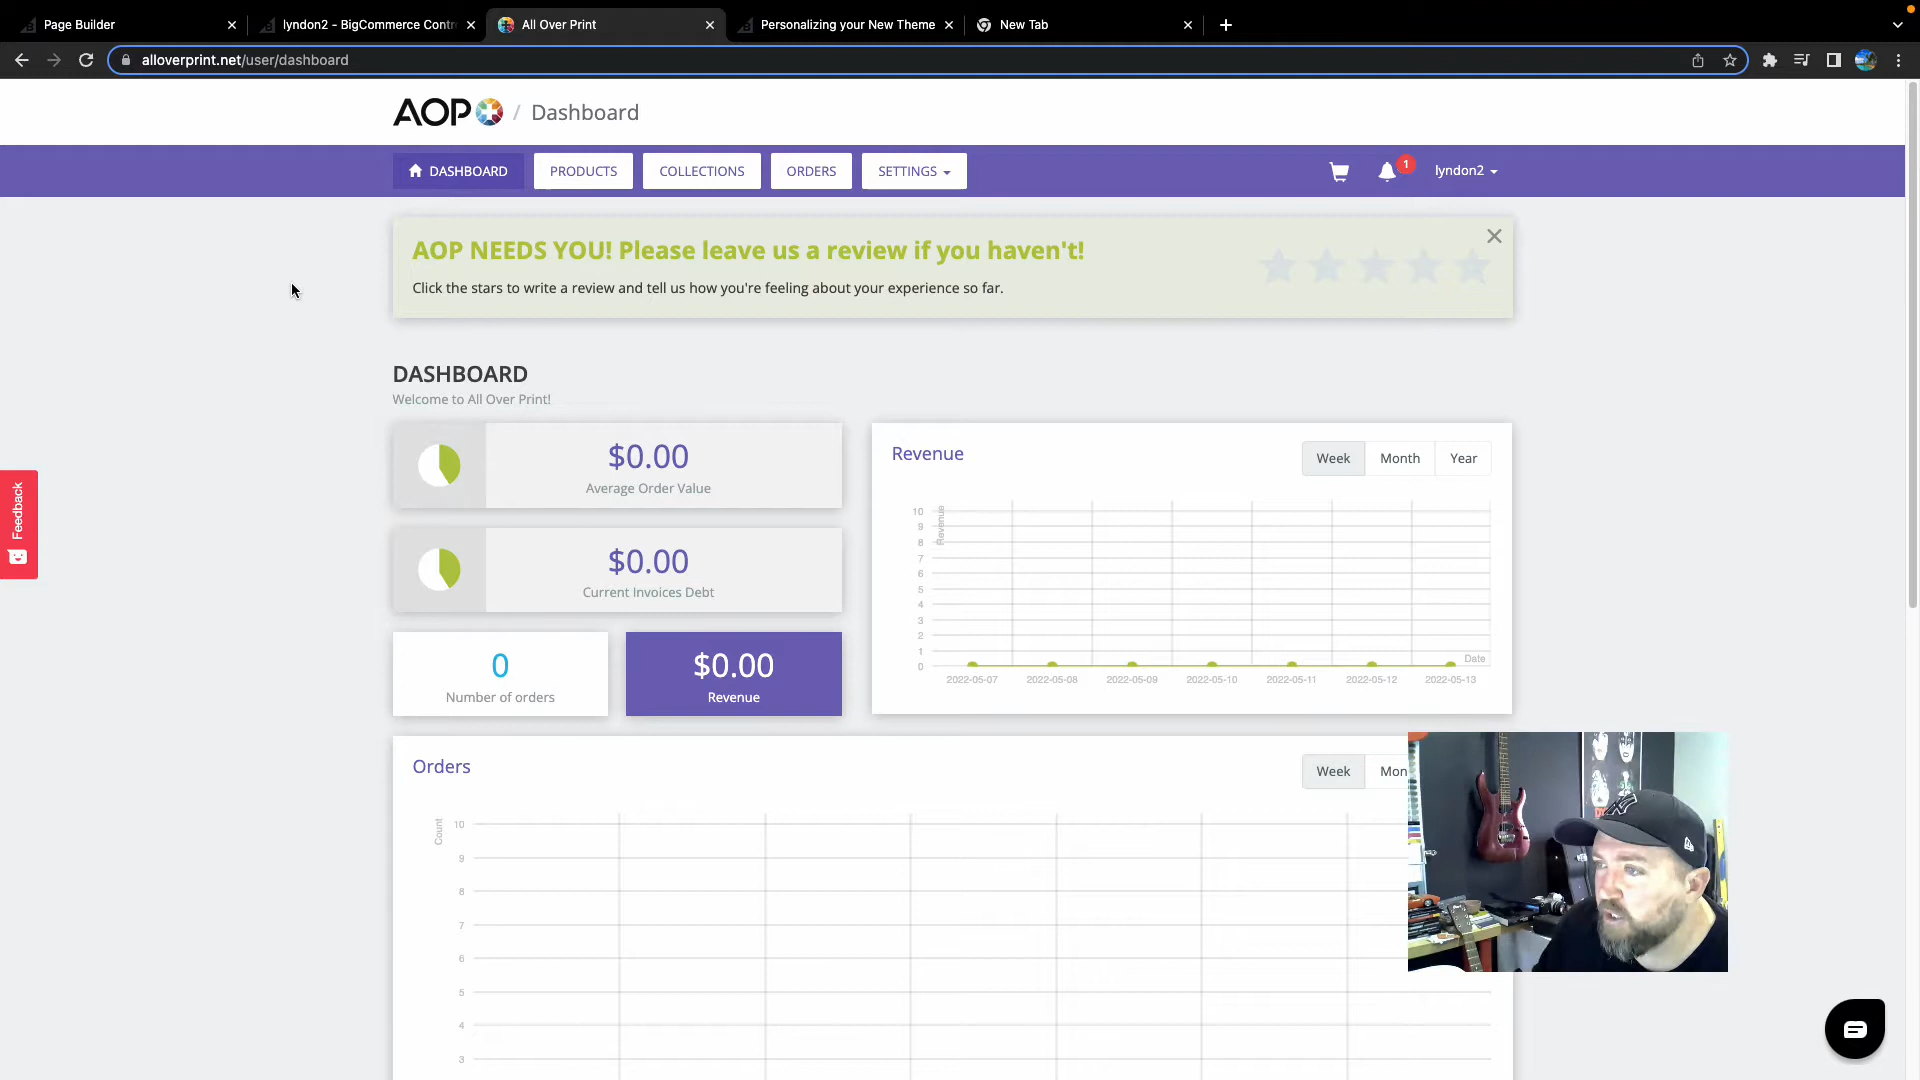 Page Builder
lyndon2 - BigCommerce Contr
All Over Print
Personalizing your New Theme
New Tab
alloverprint.net/user/dashboard
AOP / Dashboard
DASHBOARD
PRODUCTS
COLLECTIONS
ORDERS
SETTINGS
1
lyndon2
AOP NEEDS YOU! Please leave us a review if you haven't!
Click the stars to write a review and tell us how you're feeling about your experience so far.
DASHBOARD
Welcome to All Over Print!
$0.00
Average Order Value
$0.00
Current Invoices Debt
0
Number of orders
$0.00
Revenue
Revenue
Week
Month
Year
Revenue
10
9
8
7
6
5
4
3
2
1
0
Date
2022-05-07
2022-05-08
2022-05-09
2022-05-10
2022-05-11
2022-05-12
2022-05-13
Feedback
Orders
Week
Mon
Count
10
9
8
7
6
5
4
3